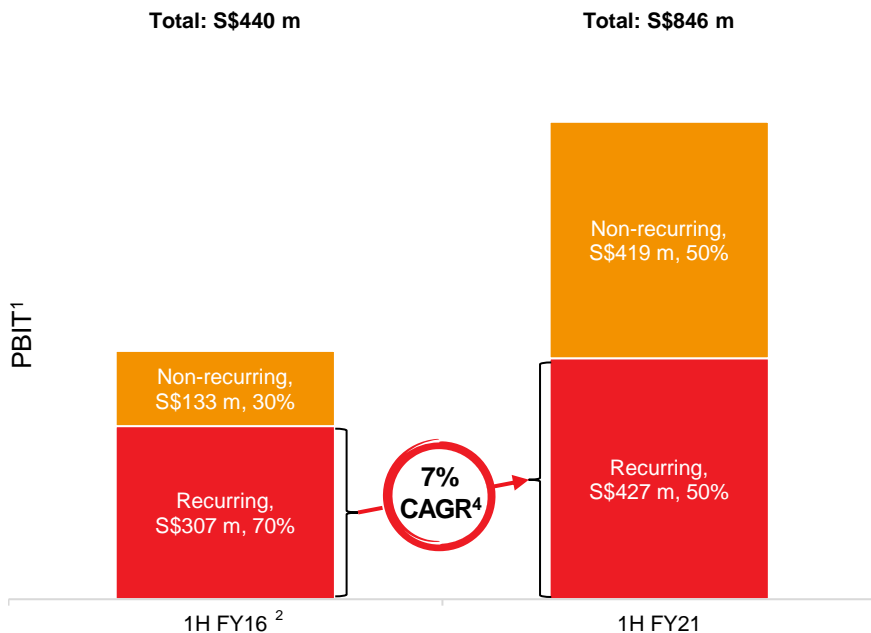 Total: S$440 m
Total: S$846 m
PBIT¹
Non-recurring,
S$419 m, 50%
Non-recurring,
S$133 m, 30%
7%
CAGR⁴
Recurring,
S$307 m, 70%
Recurring,
S$427 m, 50%
1H FY16 ²
1H FY21